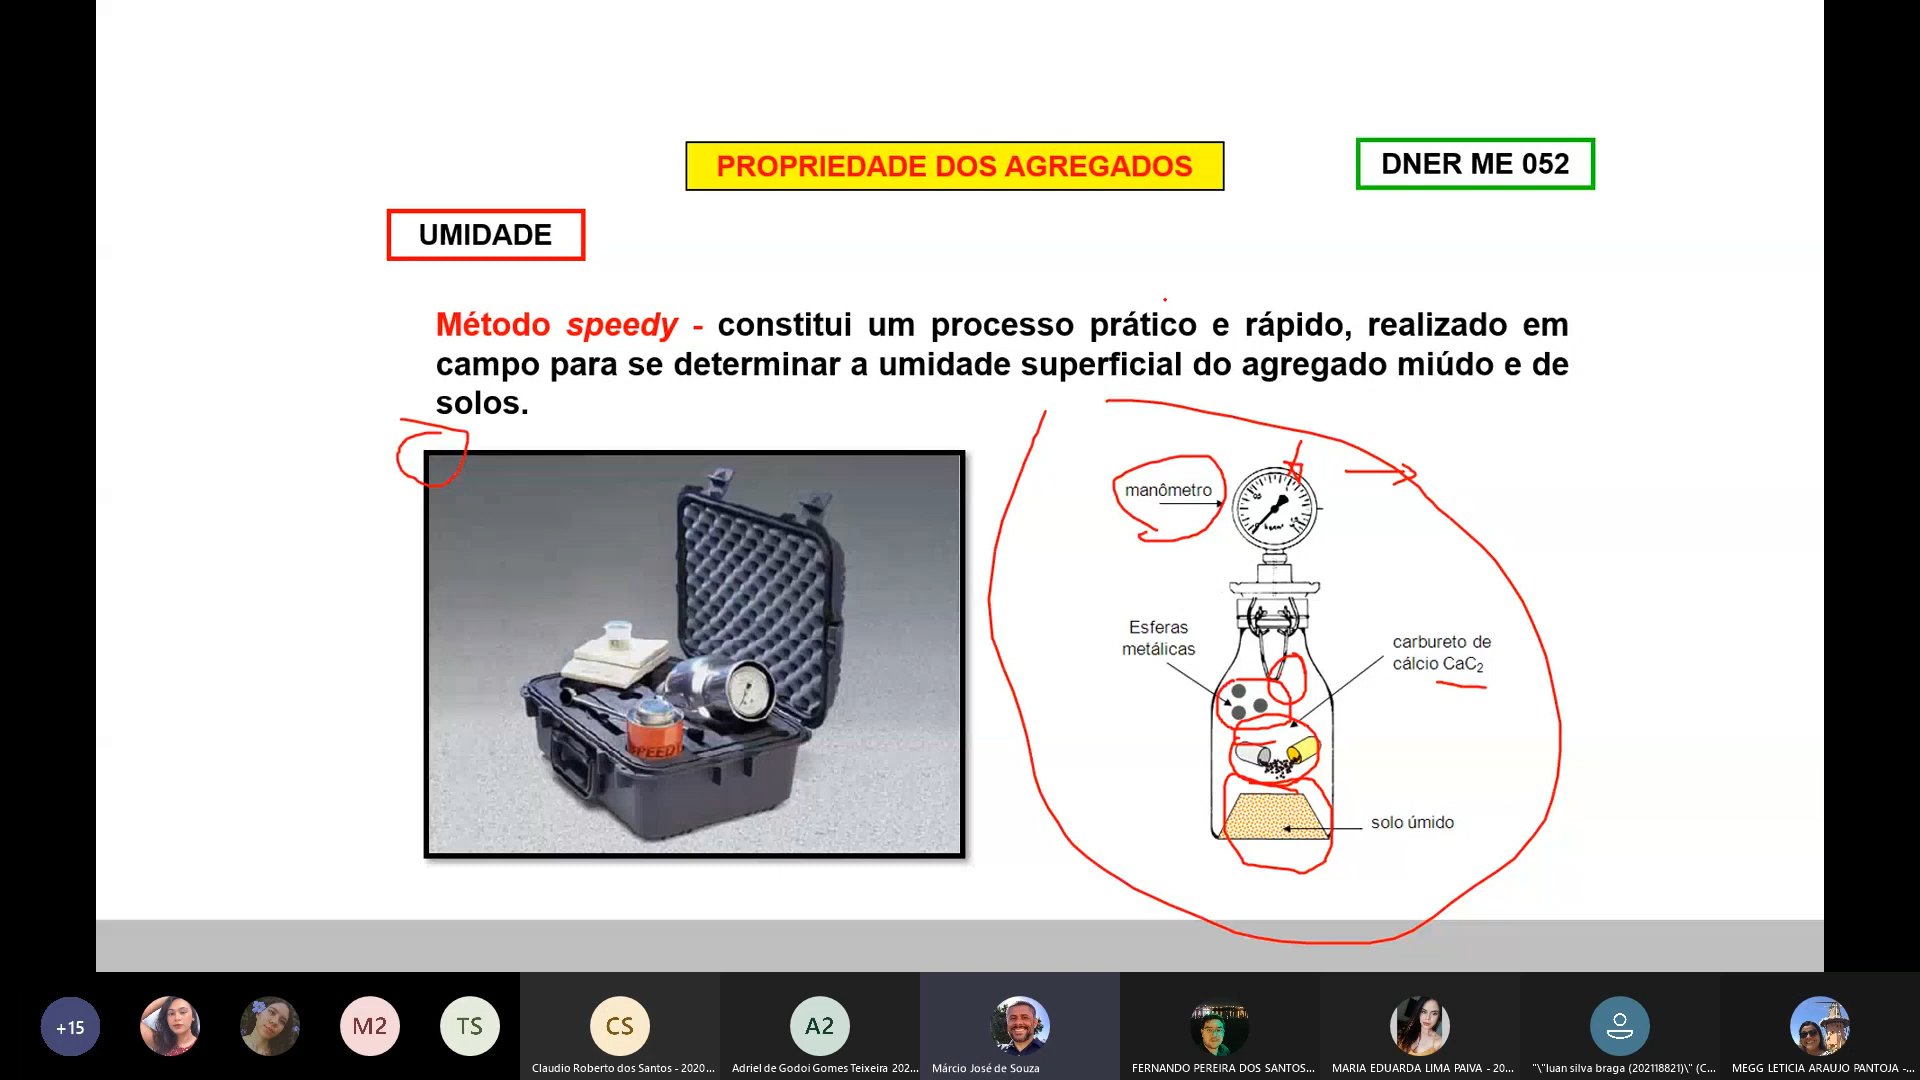 PROPRIEDADE DOS AGREGADOS
DNER ME 052
UMIDADE
Método speedy - constitui um processo prático e rápido, realizado em
campo para se determinar a umidade superficial do agregado miúdo e de
solos.
manômetro
Esferas
metálicas
carbureto de
cálcio CaC2
solo úmido
SPEEDY
+15
M2
TS
CS
A2
Claudio Roberto dos Santos - 2020...
Adriel de Godoi Gomes Teixeira 202...
Márcio José de Souza
FERNANDO PEREIRA DOS SANTOS...
MARIA EDUARDA LIMA PAIVA - 20...
"\"luan silva braga (202118821)\" (C...
MEGG LETICIA ARAUJO PANTOJA -...